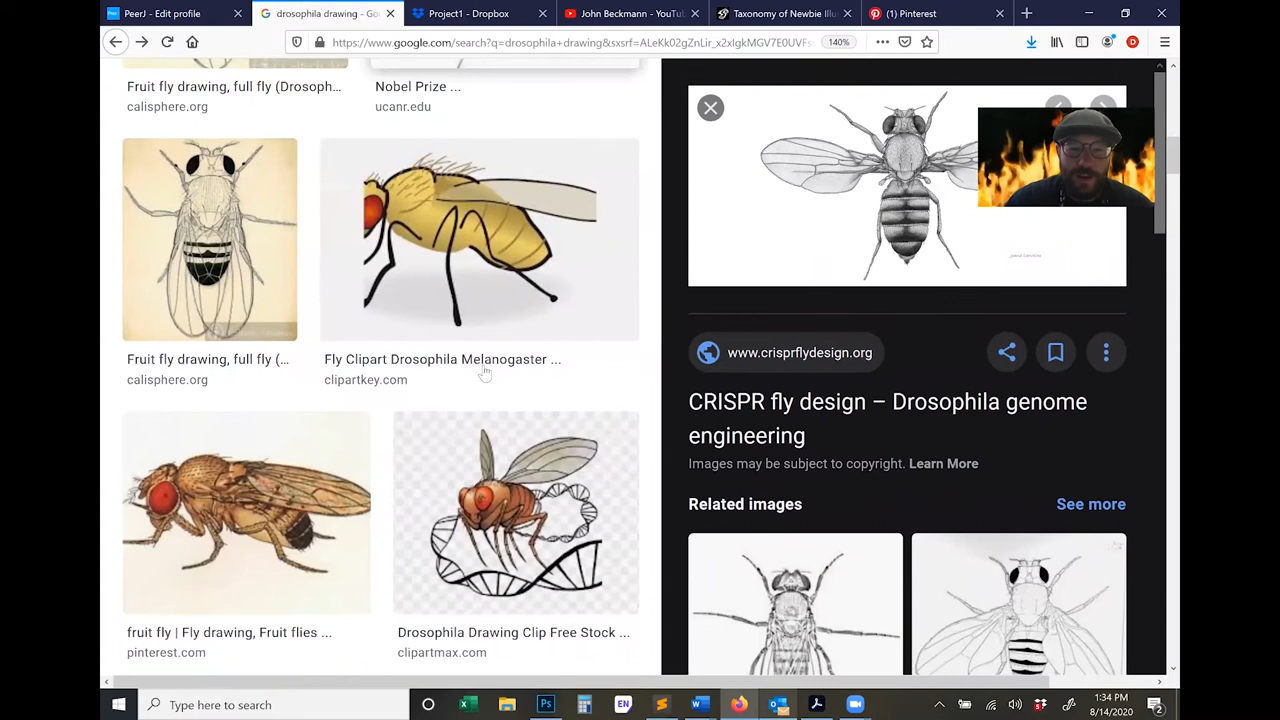 PeerJ - Edit profile
drosophila drawing - Go
Project1 - Dropbox
John Beckmann - YouTu
Taxonomy of Newbie Ill
(1) Pinterest
140%
Fruit fly drawing, full fly (Drosoph...
calisphere.org
Nobel Prize ...
ucanr.edu
Fruit fly drawing, full fly (...
calisphere.org
Fly Clipart Drosophila Melanogaster ...
clipartkey.com
fruit fly | Fly drawing, Fruit flies ...
pinterest.com
Drosophila Drawing Clip Free Stock ...
clipartmax.com
www.crisprflydesign.org
CRISPR fly design – Drosophila genome
engineering
Images may be subject to copyright. Learn More
Related images
See more
Type here to search
EN
1:34 PM
8/14/2020
2